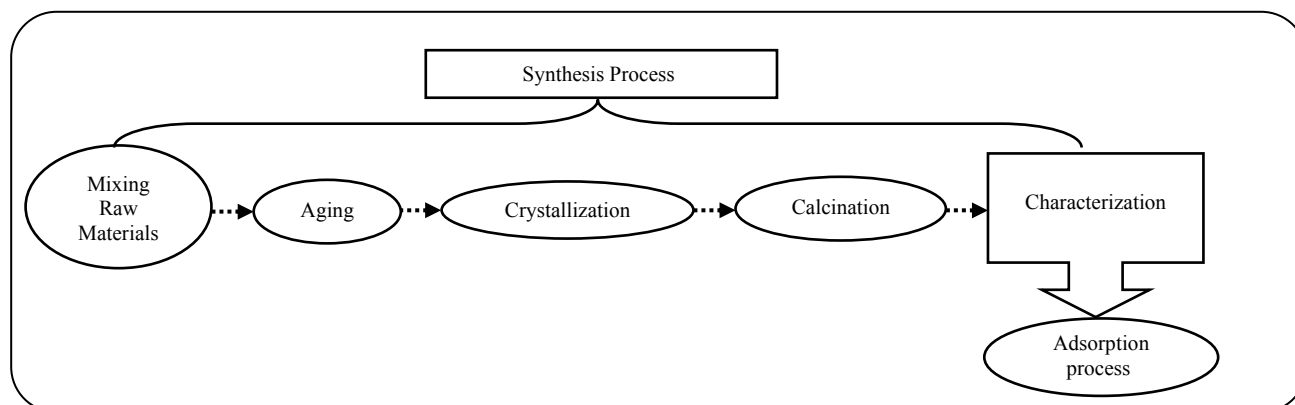 Synthesis Process
Mixing
Raw
Materials
Aging
Crystallization
Calcination
Characterization
Adsorption
process